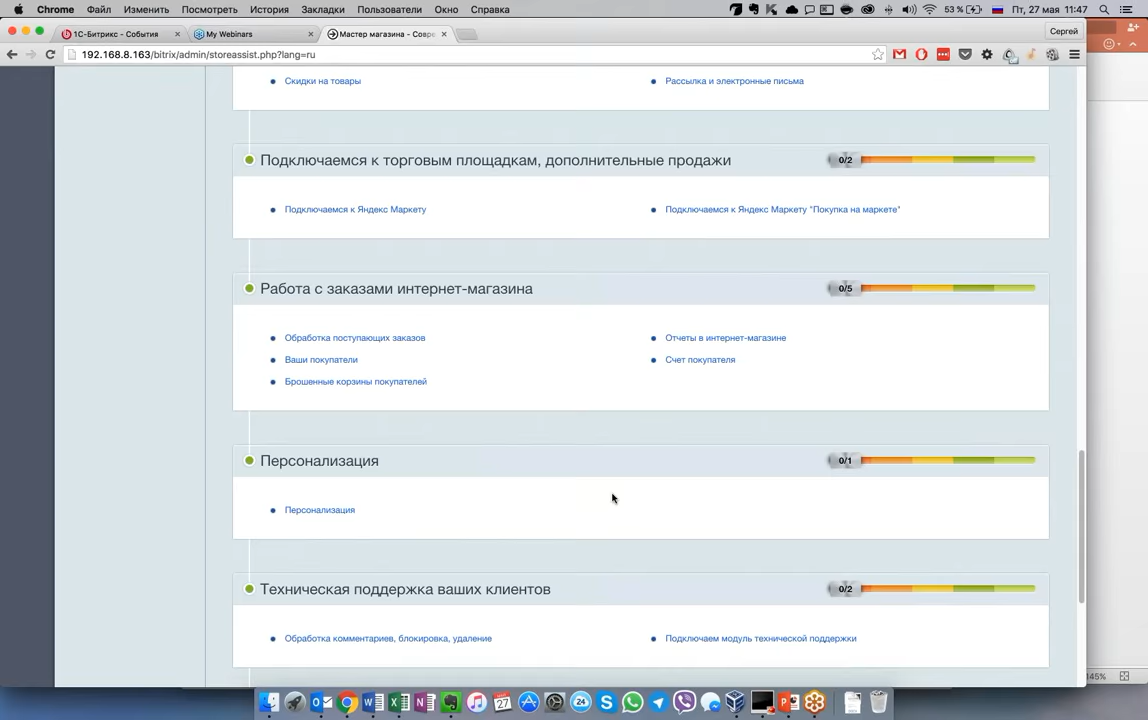 Chrome Файл Изменить Посмотреть История Закладки Пользователи Окно Справка 53 % Пт, 27 мая 11:47
1С-Битрикс - События × My Webinars × Мастер магазина - Совре × Сергей
192.168.8.163/bitrix/admin/storeassist.php?lang=ru
Скидки на товары Рассылка и электронные письма
Подключаемся к торговым площадкам, дополнительные продажи 0/2
Подключаемся к Яндекс Маркету Подключаемся к Яндекс Маркету "Покупка на маркете"
Работа с заказами интернет-магазина 0/5
Обработка поступающих заказов Отчеты в интернет-магазине
Ваши покупатели Счет покупателя
Брошенные корзины покупателей
Персонализация 0/1
Персонализация
Техническая поддержка ваших клиентов 0/2
Обработка комментариев, блокировка, удаление Подключаем модуль технической поддержки
145%
27 24